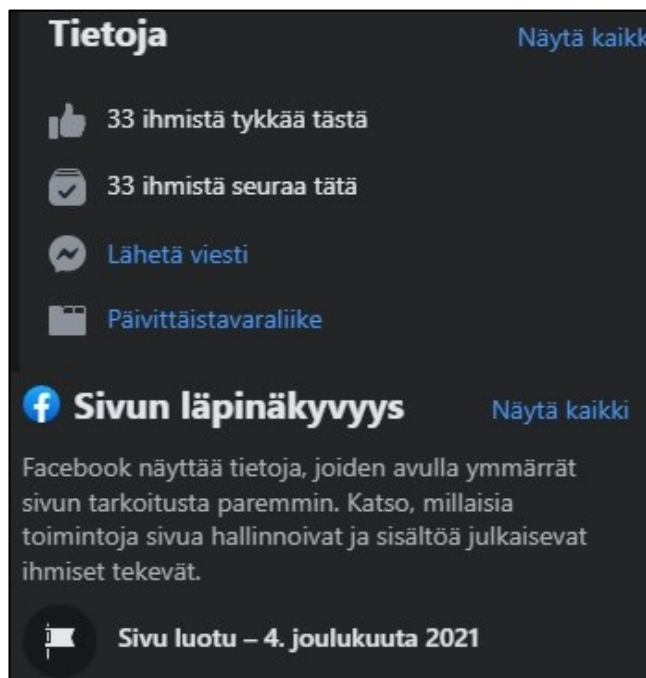 Tietoja
Näytä kaikk
33 ihmistä tykkää tästä
33 ihmistä seuraa tätä
Lähetä viesti
Päivittäistavaraliike
Sivun läpinäkyvyys
Näytä kaikki
Facebook näyttää tietoja, joiden avulla ymmärrät
sivun tarkoitusta paremmin. Katso, millaisia
toimintoja sivua hallinnoivat ja sisältöä julkaisevat
ihmiset tekevät.
Sivu luotu – 4. joulukuuta 2021